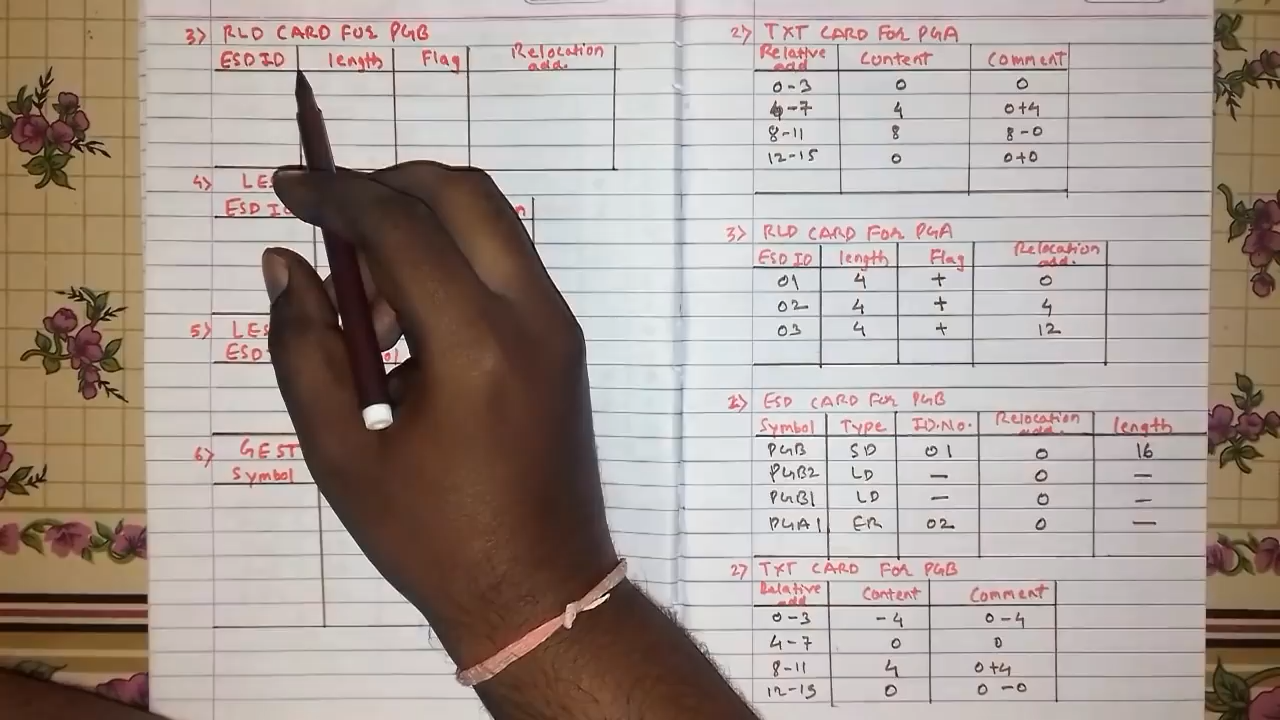 3> RLD CARD FOR PGB
ESD ID length Flag Relocation add.
4>
ESD I
5> LES
ESD
6> GEST
Symbol
2> TXT CARD FOR PGA
Relative add Content Comment
0-3 0 0
4-7 4 0+4
8-11 8 8-0
12-15 0 0+0
3> RLD CARD FOR PGA
ESD ID length Flag Relocation add.
01 4 + 0
02 4 + 4
03 4 + 12
1> ESD CARD FOR PGB
Symbol Type ID.No. Relocation add. length
PGB SD 01 0 16
PGB2 LD - 0 -
PGB1 LD - 0 -
PGA1 ER 02 0 -
2> TXT CARD FOR PGB
Relative add Content Comment
0-3 -4 0-4
4-7 0 0
8-11 4 0+4
12-15 0 0-0